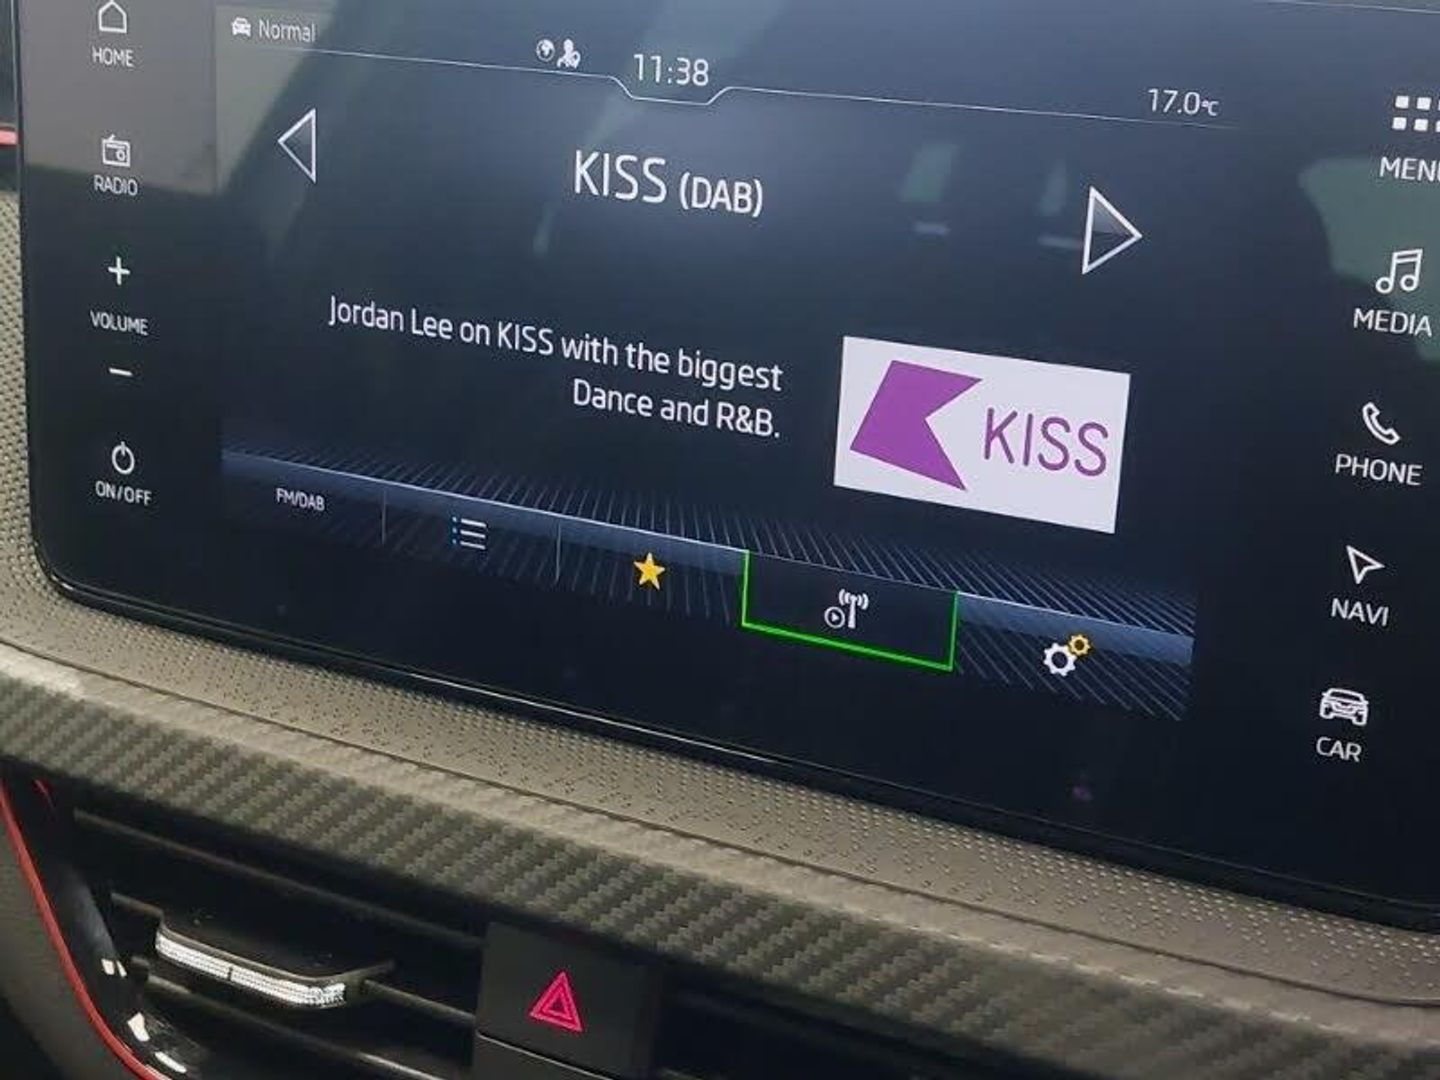 HOME
Normal
11:38
17.0°C
MENU
RADIO
KISS (DAB)
VOLUME
MEDIA
Jordan Lee on KISS with the biggest
Dance and R&B.
KISS
PHONE
ON/OFF
FM/DAB
NAVI
CAR